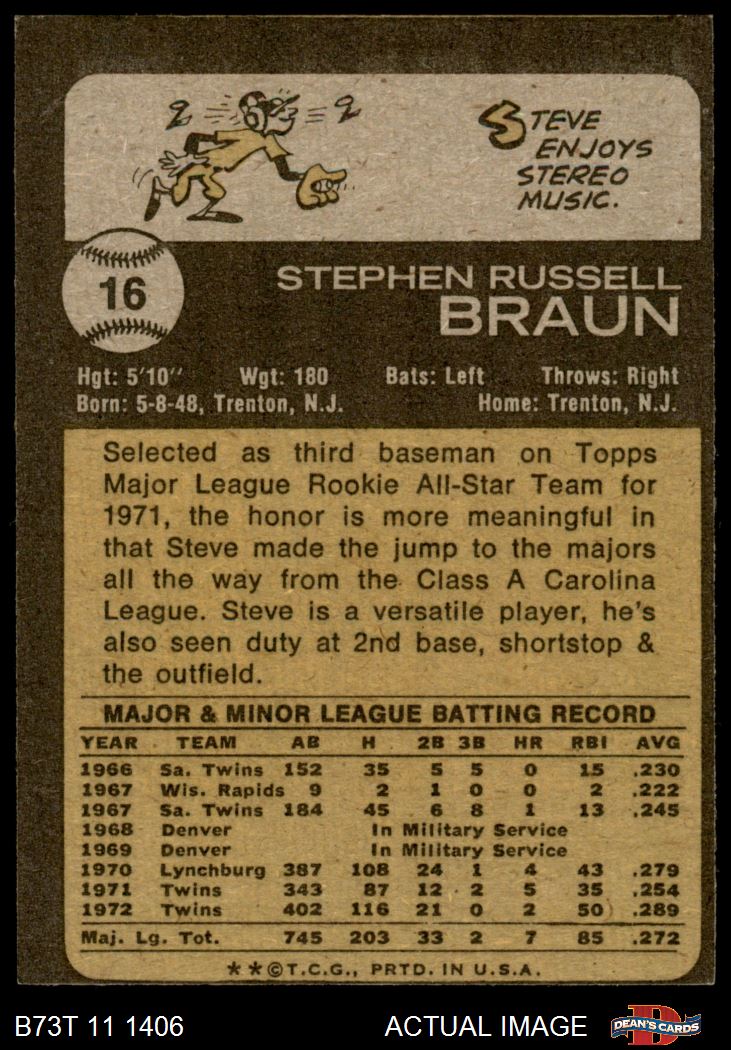 STEVE
ENJOYS
STEREO
MUSIC.
16
STEPHEN RUSSELL
BRAUN
Hgt: 5'10" Wgt: 180 Bats: Left Throws: Right
Born: 5-8-48, Trenton, N.J. Home: Trenton, N.J.
Selected as third baseman on Topps
Major League Rookie All-Star Team for
1971, the honor is more meaningful in
that Steve made the jump to the majors
all the way from the Class A Carolina
League. Steve is a versatile player, he's
also seen duty at 2nd base, shortstop &
the outfield.
MAJOR & MINOR LEAGUE BATTING RECORD
YEAR TEAM AB H 2B 3B HR RBI AVG
1966 Sa. Twins 152 35 5 5 0 15 .230
1967 Wis. Rapids 9 2 1 0 0 2 .222
1967 Sa. Twins 184 45 6 8 1 13 .245
1968 Denver In Military Service
1969 Denver In Military Service
1970 Lynchburg 387 108 24 1 4 43 .279
1971 Twins 343 87 12 2 5 35 .254
1972 Twins 402 116 21 0 2 50 .289
Maj. Lg. Tot. 745 203 33 2 7 85 .272
**©T.C.G., PRTD. IN U.S.A.
B73T 11 1406 ACTUAL IMAGE DEAN'S CARDS